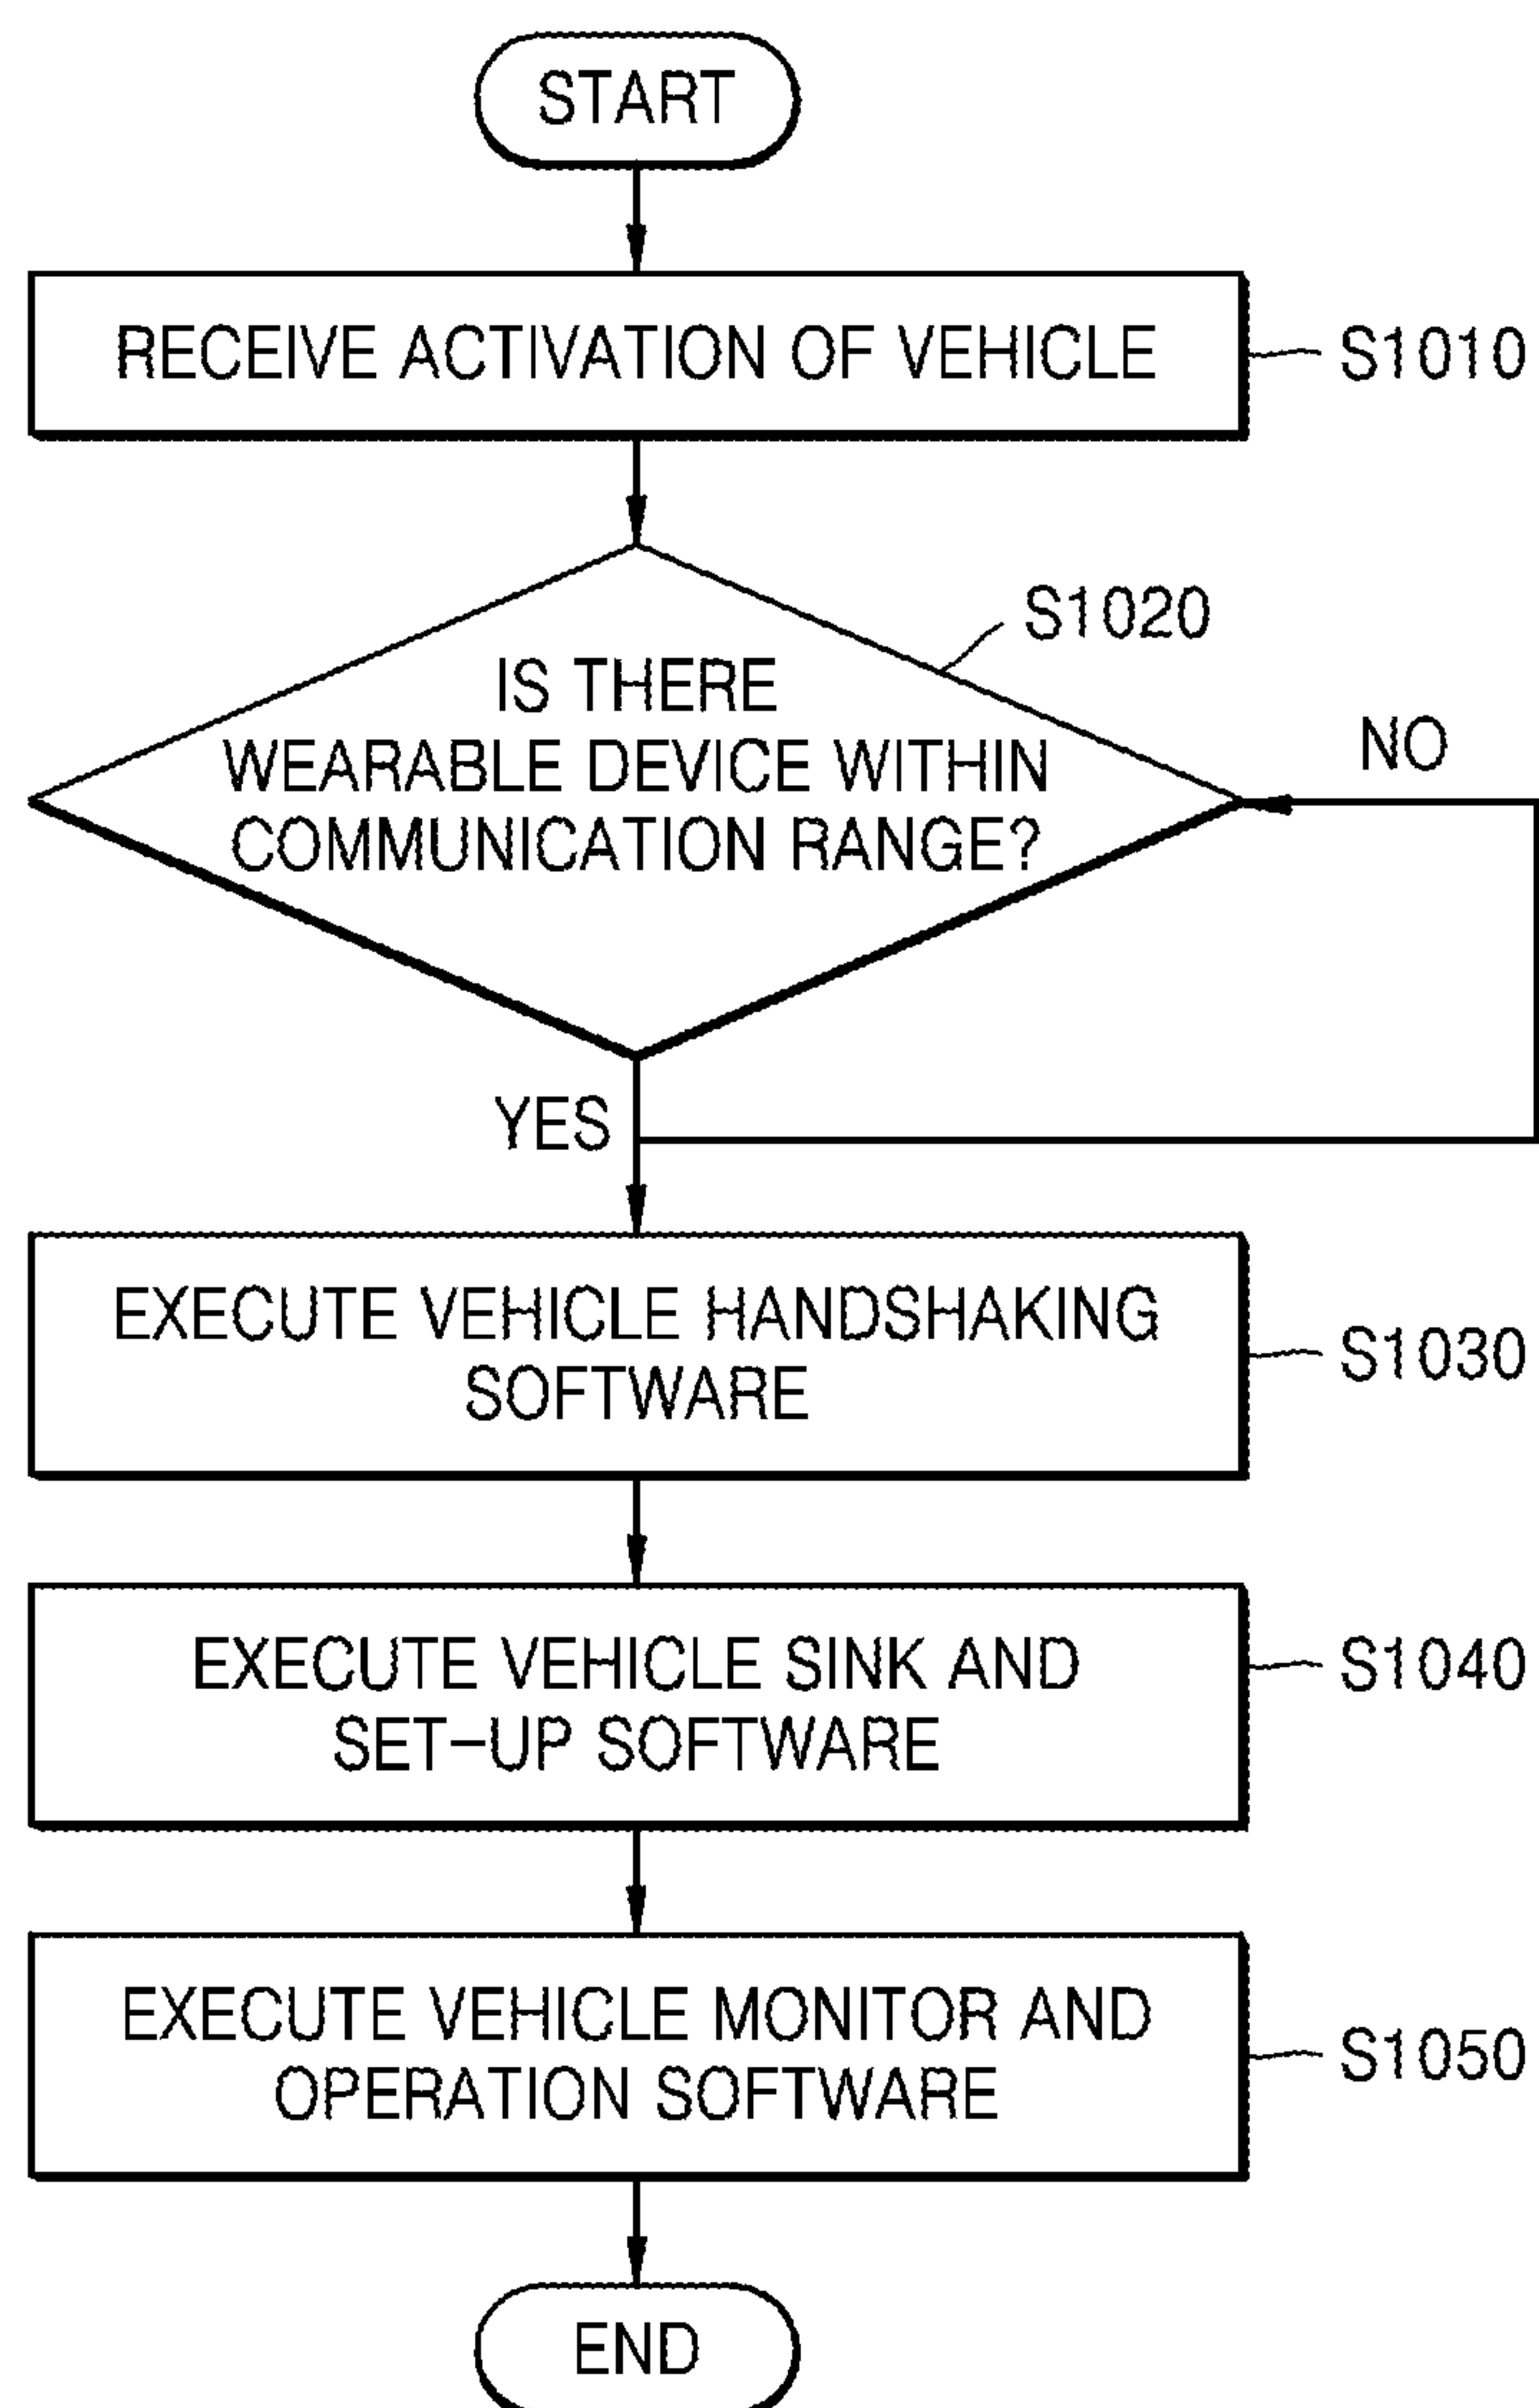 START
RECEIVE ACTIVATION OF VEHICLE
S1010
S1020
IS THERE
WEARABLE DEVICE WITHIN
COMMUNICATION RANGE?
NO
YES
EXECUTE VEHICLE HANDSHAKING
SOFTWARE
S1030
EXECUTE VEHICLE SINK AND
SET-UP SOFTWARE
S1040
EXECUTE VEHICLE MONITOR AND
OPERATION SOFTWARE
S1050
END